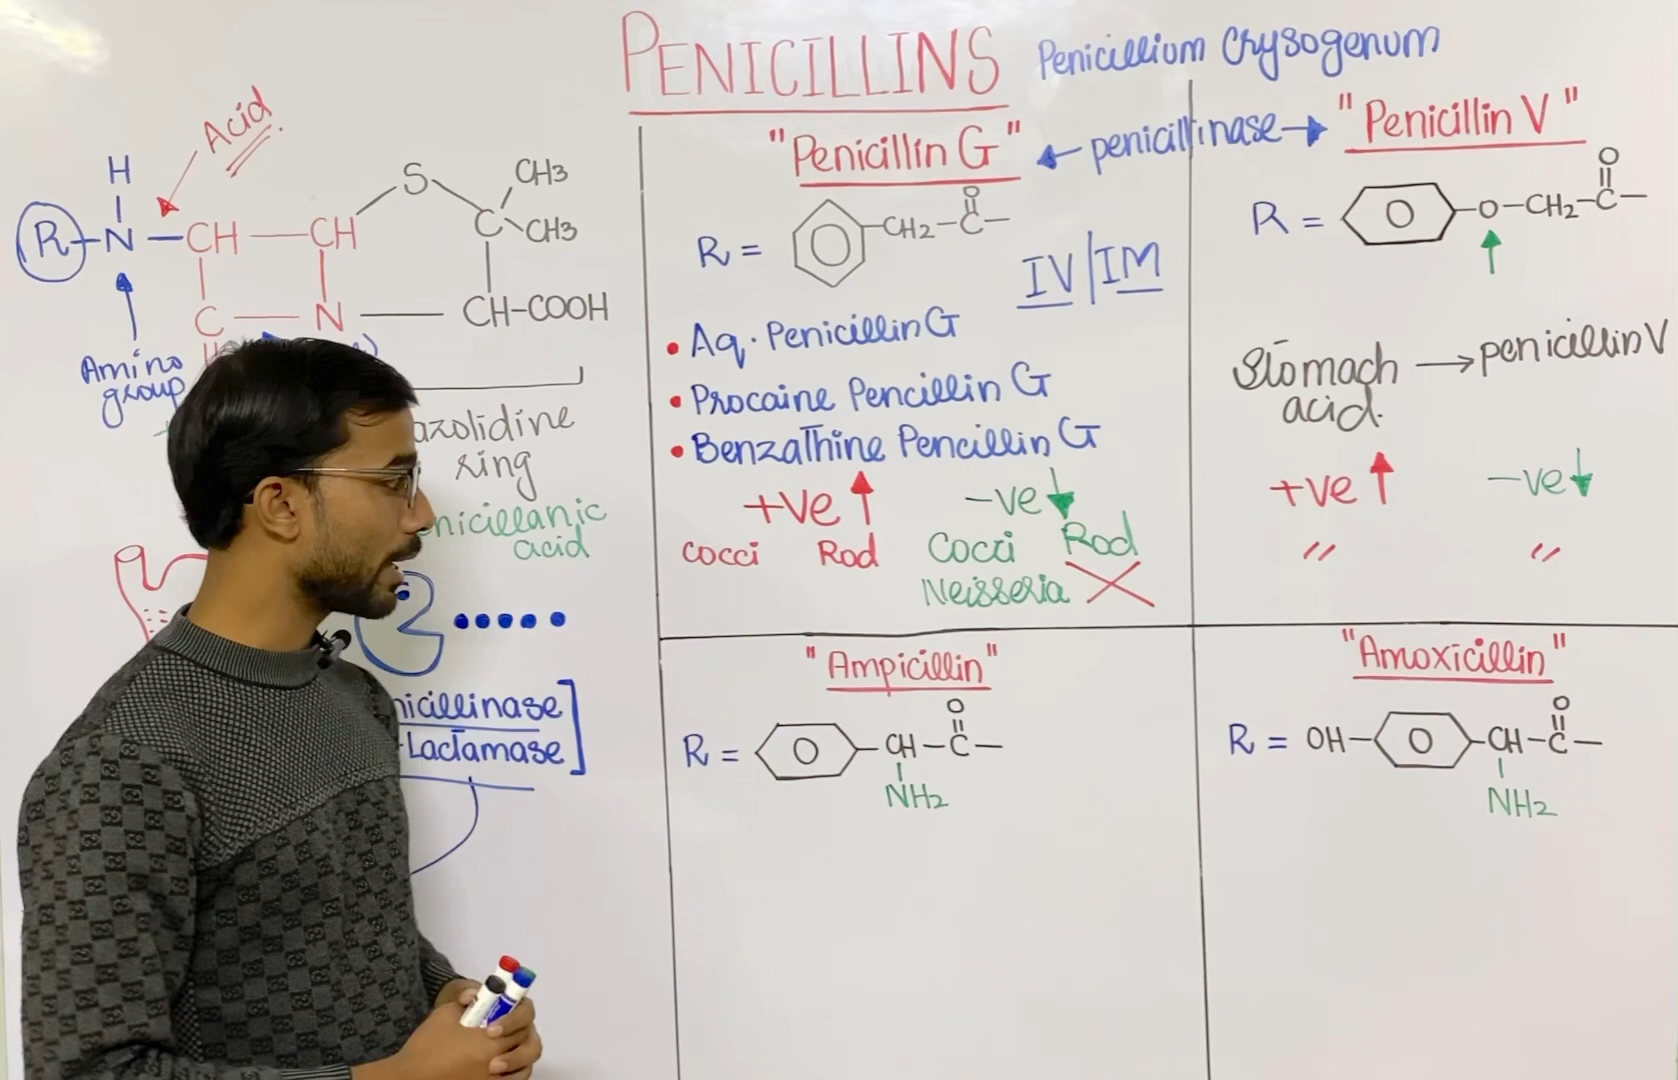 PENICILLINS Penicillium Crysogenum
Acid
H
R-N-CH-CH
S
CH3
C
CH3
C-N-CH-COOH
Amino
group
azolidine
ring
nicillanic
acid
nicillinase
-Lactamase
"Penicillin G" penicillinase "Penicillin V"
R = CH2-C-
O
IV/IM
• Aq. Penicillin G
• Procaine Pencillin G
• Benzathine Pencillin G
+ve -ve
Cocci Rod Cocci Rod
Neisseria
R = O-CH2-C-
O
Stomach → penicillin V
acid.
+ve -ve
〃 〃
"Ampicillin"
O
R = CH-C-
NH2
"Amoxicillin"
O
R = OH- CH-C-
NH2